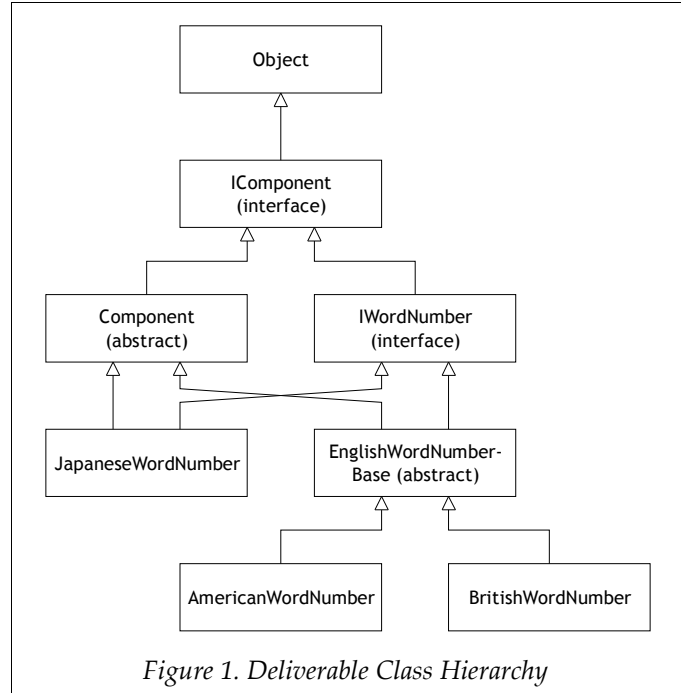 Object
IComponent
(interface)
Component
(abstract)
IWordNumber
(interface)
JapaneseWordNumber
EnglishWordNumber-
Base (abstract)
AmericanWordNumber
BritishWordNumber
Figure 1. Deliverable Class Hierarchy